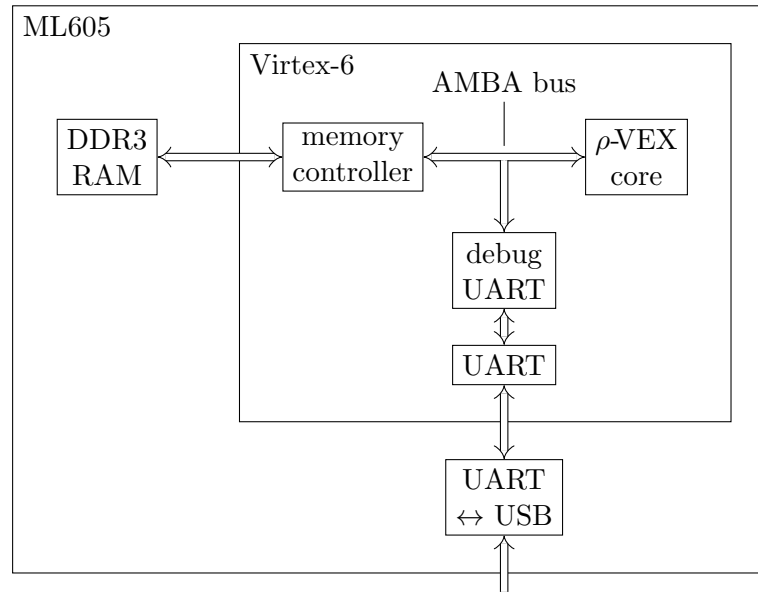 ML605
Virtex-6
AMBA bus
DDR3
RAM
memory
controller
ρ-VEX
core
debug
UART
UART
UART
↔ USB